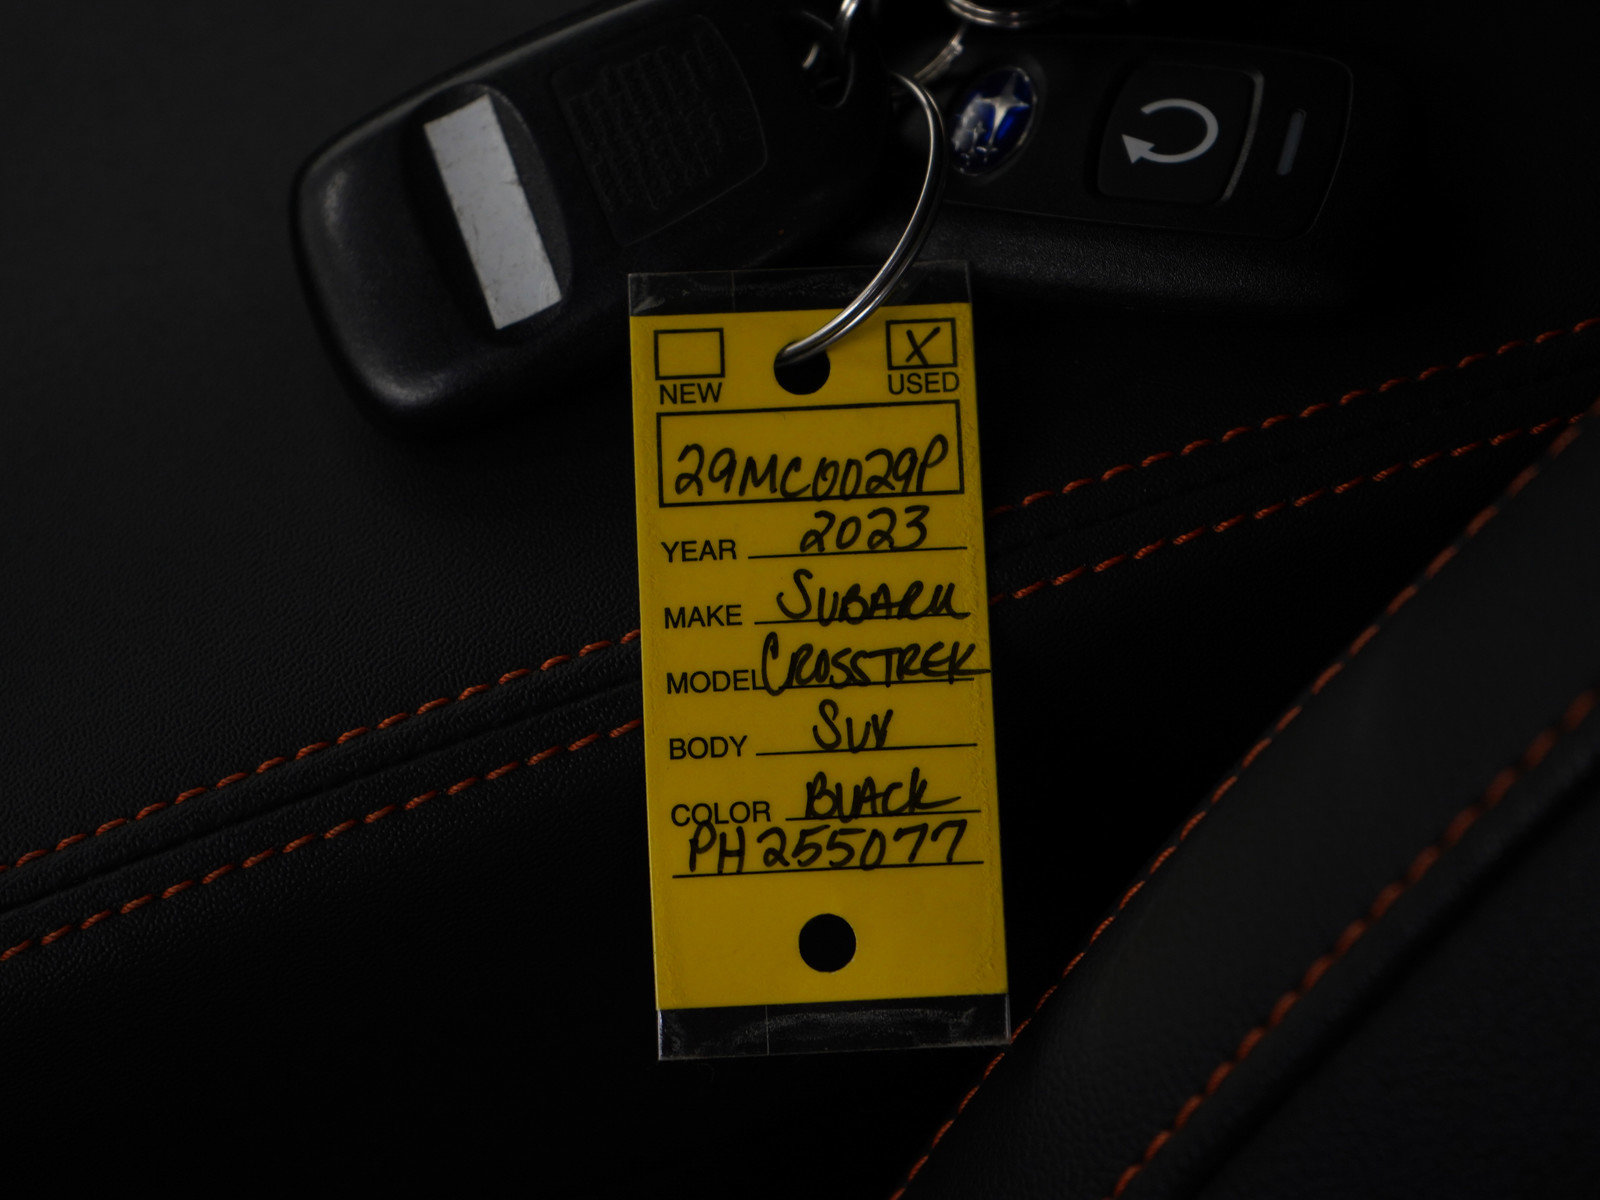 X
NEW USED
29MC0029P
YEAR 2023
MAKE SUBARU
MODEL CROSSTREK
BODY SUV
COLOR BLACK
PH255077